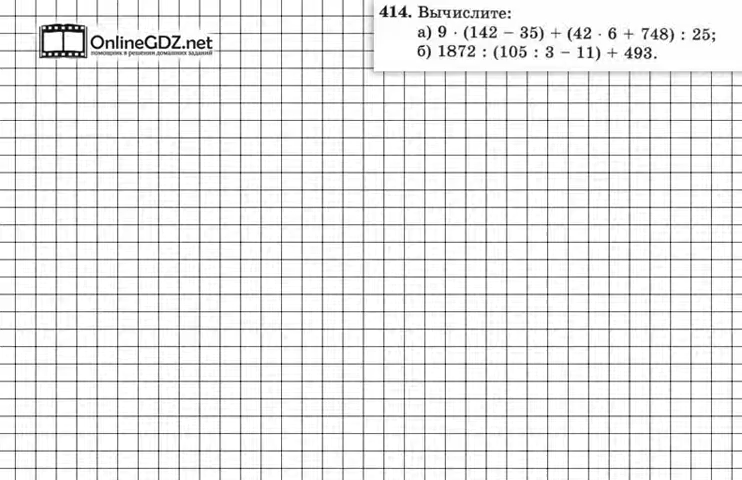 OnlineGDZ.net
помощник в решении домашних заданий
414. Вычислите:
а) 9 · (142 − 35) + (42 · 6 + 748) : 25;
б) 1872 : (105 : 3 − 11) + 493.